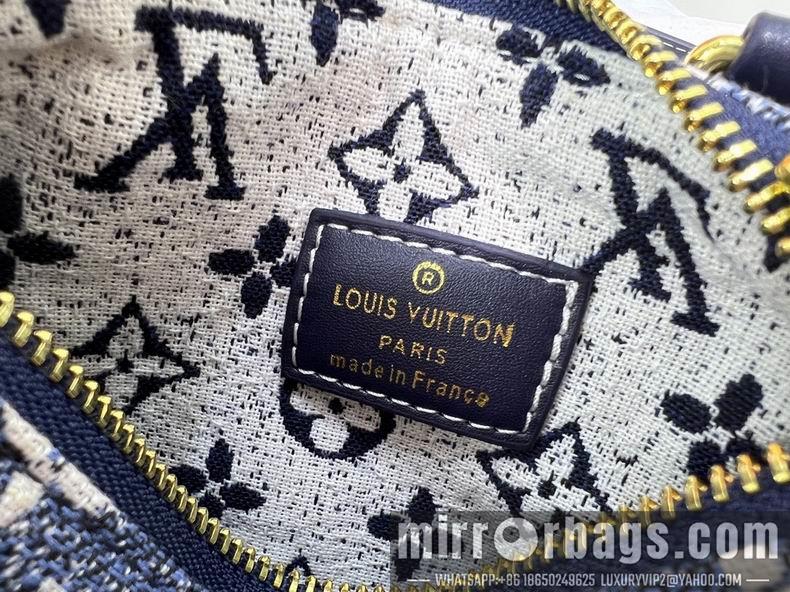 ®
LOUIS VUITTON
PARIS
made in France
mirrorbags.com
WHATSAPP:+86 18650249625 LUXURYVIP2@YAHOO.COM